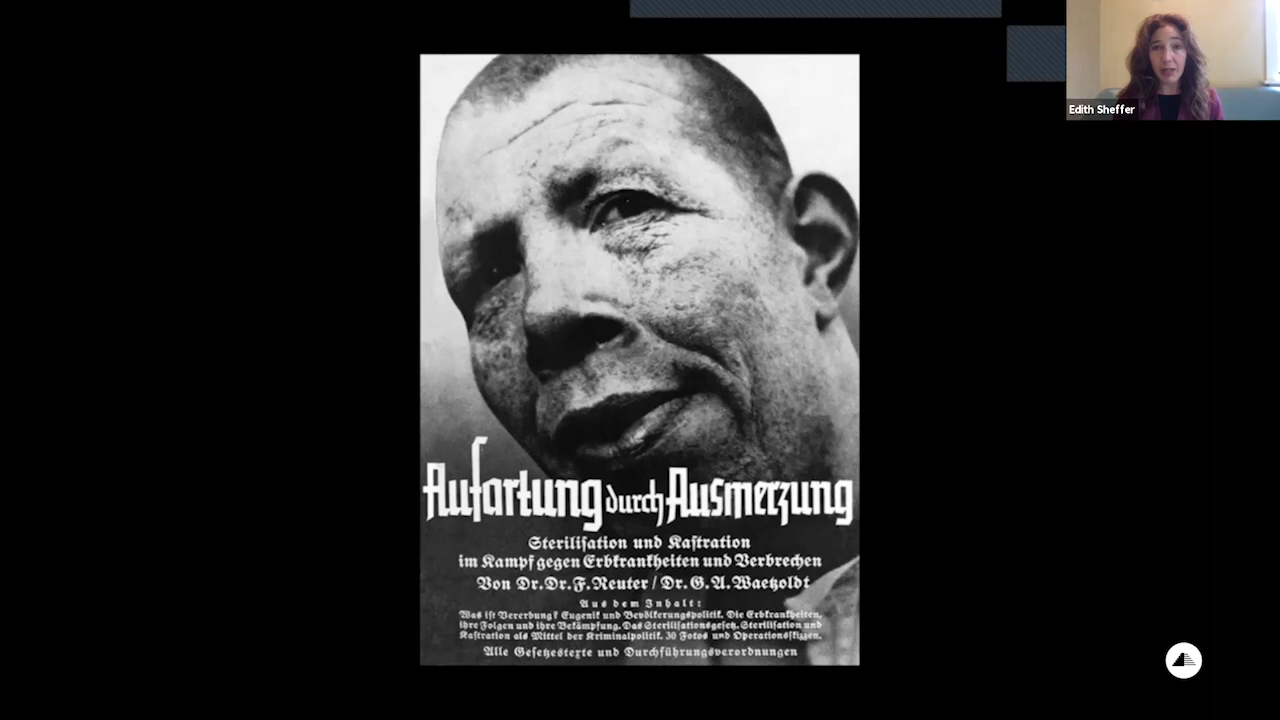 Edith Sheffer
Aufartung durch Ausmerzung
Sterilisation und Kastration
im Kampf gegen Erbkrankheiten und Verbrechen
Von Dr. Dr. F. Reuter / Dr. G. A. Waetzoldt
Aus dem Inhalt:
Was ist Vererbung? Eugenik und Bevölkerungspolitik. Die Erbkrankheiten,
ihre Folgen und ihre Bekämpfung. Das Sterilisationsgesetz. Sterilisation und
Kastration als Mittel der Kriminalpolitik. 30 Fotos und Operationsskizzen.
Alle Gesetzestexte und Durchführungsverordnungen